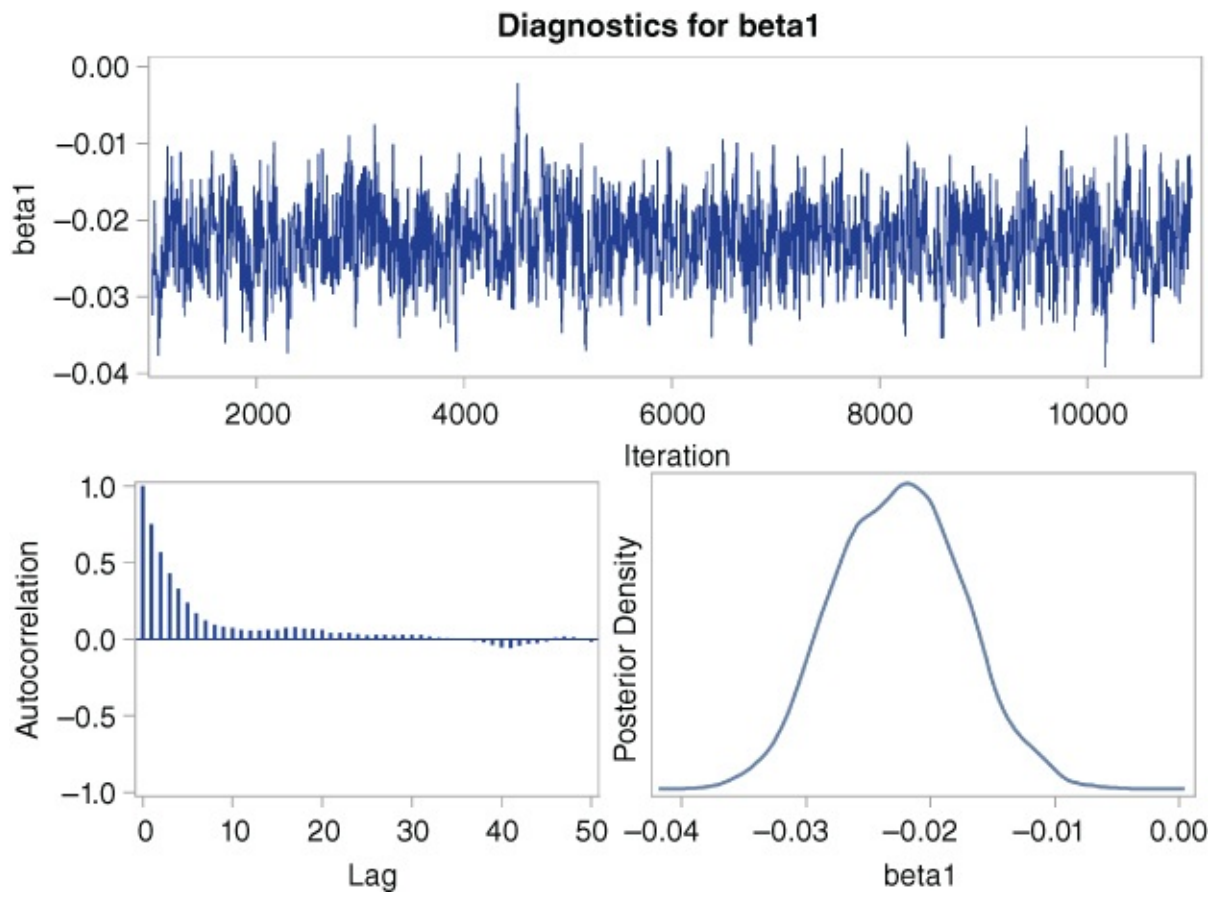 Diagnostics for beta1
0.00
−0.01
−0.02
−0.03
−0.04
beta1
2000 4000 6000 8000 10000
Iteration
1.0
0.5
0.0
−0.5
−1.0
Autocorrelation
0 10 20 30 40 50
Lag
Posterior Density
−0.04 −0.03 −0.02 −0.01 0.00
beta1